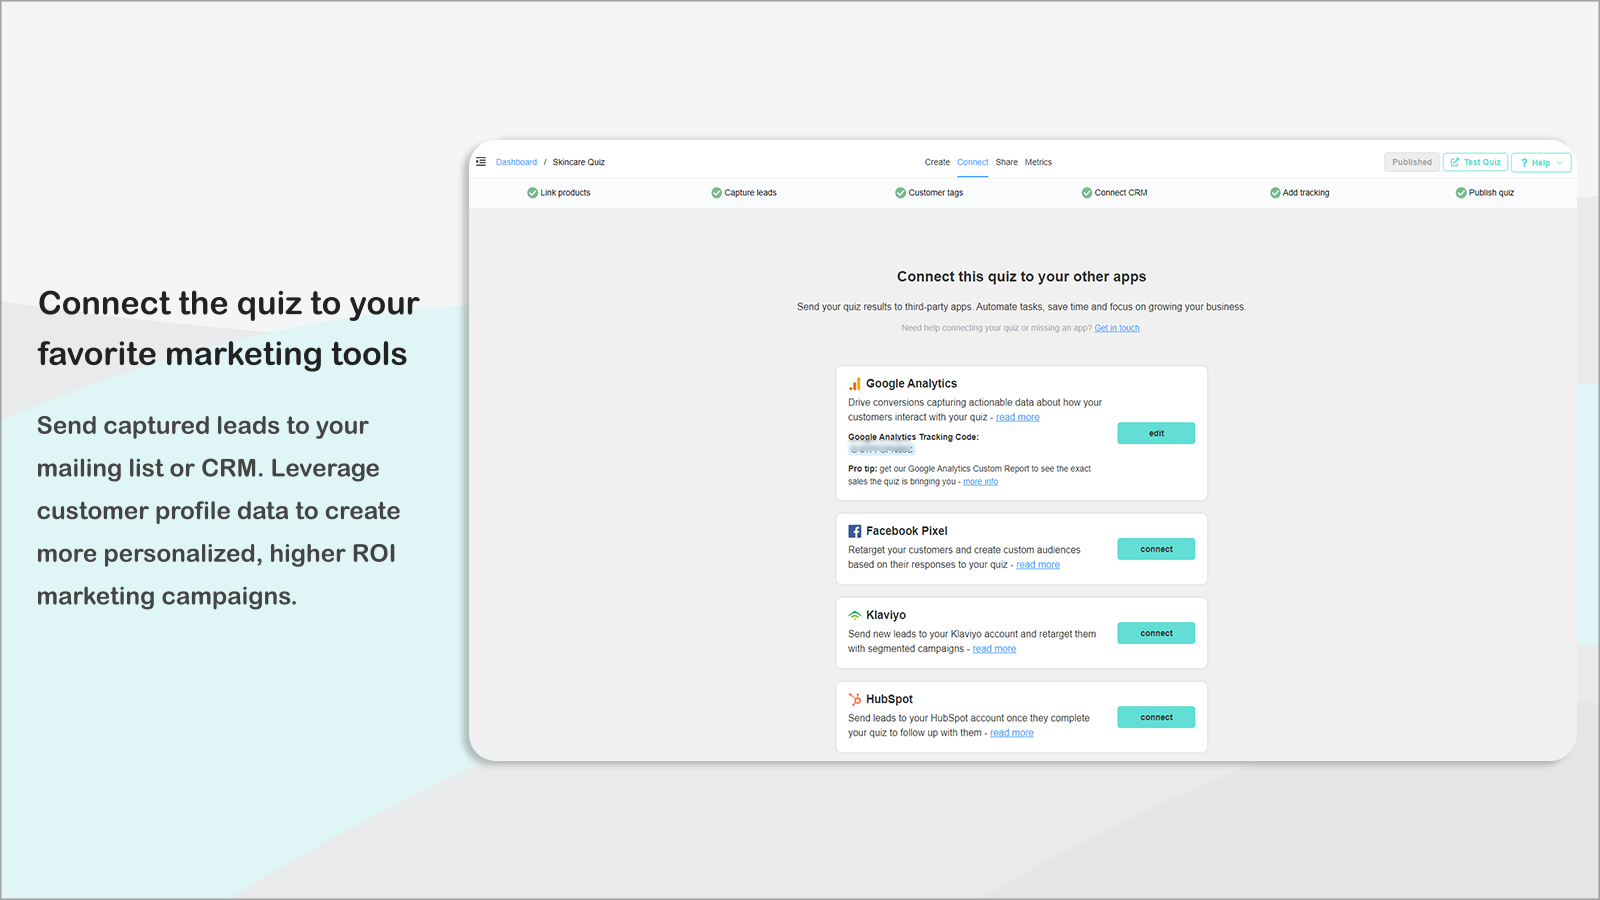 Connect the quiz to your
favorite marketing tools
Send captured leads to your
mailing list or CRM. Leverage
customer profile data to create
more personalized, higher ROI
marketing campaigns.
Dashboard / Skincare Quiz
Create Connect Share Metrics
Published Test Quiz ? Help
Link products Capture leads Customer tags Connect CRM Add tracking Publish quiz
Connect this quiz to your other apps
Send your quiz results to third-party apps. Automate tasks, save time and focus on growing your business.
Need help connecting your quiz or missing an app? Get in touch
Google Analytics
Drive conversions capturing actionable data about how your
customers interact with your quiz - read more
Google Analytics Tracking Code:
Pro tip: get our Google Analytics Custom Report to see the exact
sales the quiz is bringing you - more info
edit
Facebook Pixel
Retarget your customers and create custom audiences
based on their responses to your quiz - read more
connect
Klaviyo
Send new leads to your Klaviyo account and retarget them
with segmented campaigns - read more
connect
HubSpot
Send leads to your HubSpot account once they complete
your quiz to follow up with them - read more
connect